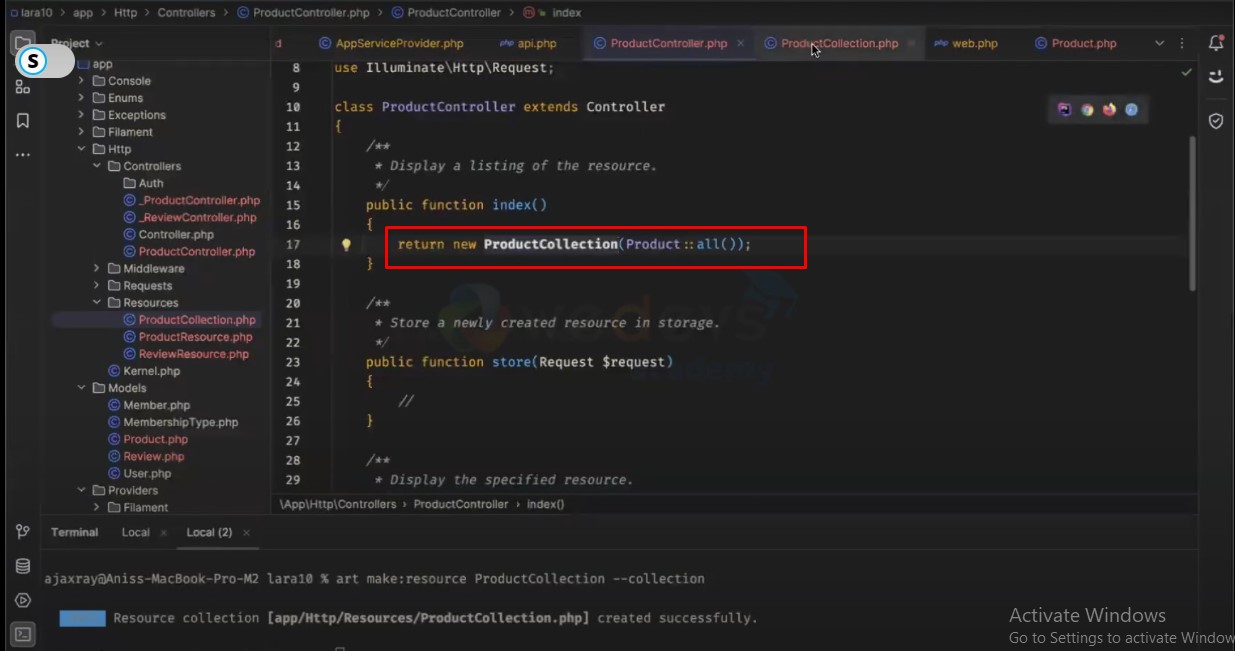 lara10 > app > Http > Controllers > ProductController.php > ProductController > index
Project
S
d AppServiceProvider.php php api.php ProductController.php × ProductCollection.php × php web.php Product.php
app
Console
Enums
Exceptions
Filament
Http
Controllers
Auth
_ProductController.php
_ReviewController.php
Controller.php
ProductController.php
Middleware
Requests
Resources
ProductCollection.php
ProductResource.php
ReviewResource.php
Kernel.php
Models
Member.php
MembershipType.php
Product.php
Review.php
User.php
Providers
Filament
8 use Illuminate\Http\Request;
9
10 class ProductController extends Controller
11 {
12 /**
13 * Display a listing of the resource.
14 */
15 public function index()
16 {
17 return new ProductCollection(Product::all());
18 }
19
20 /**
21 * Store a newly created resource in storage.
22 */
23 public function store(Request $request)
24 {
25 //
26 }
27
28 /**
29 * Display the specified resource.
\App\Http\Controllers > ProductController > index()
Terminal Local × Local (2) ×
ajaxray@Aniss-MacBook-Pro-M2 lara10 % art make:resource ProductCollection --collection
Resource collection [app/Http/Resources/ProductCollection.php] created successfully.
Activate Windows
Go to Settings to activate Window